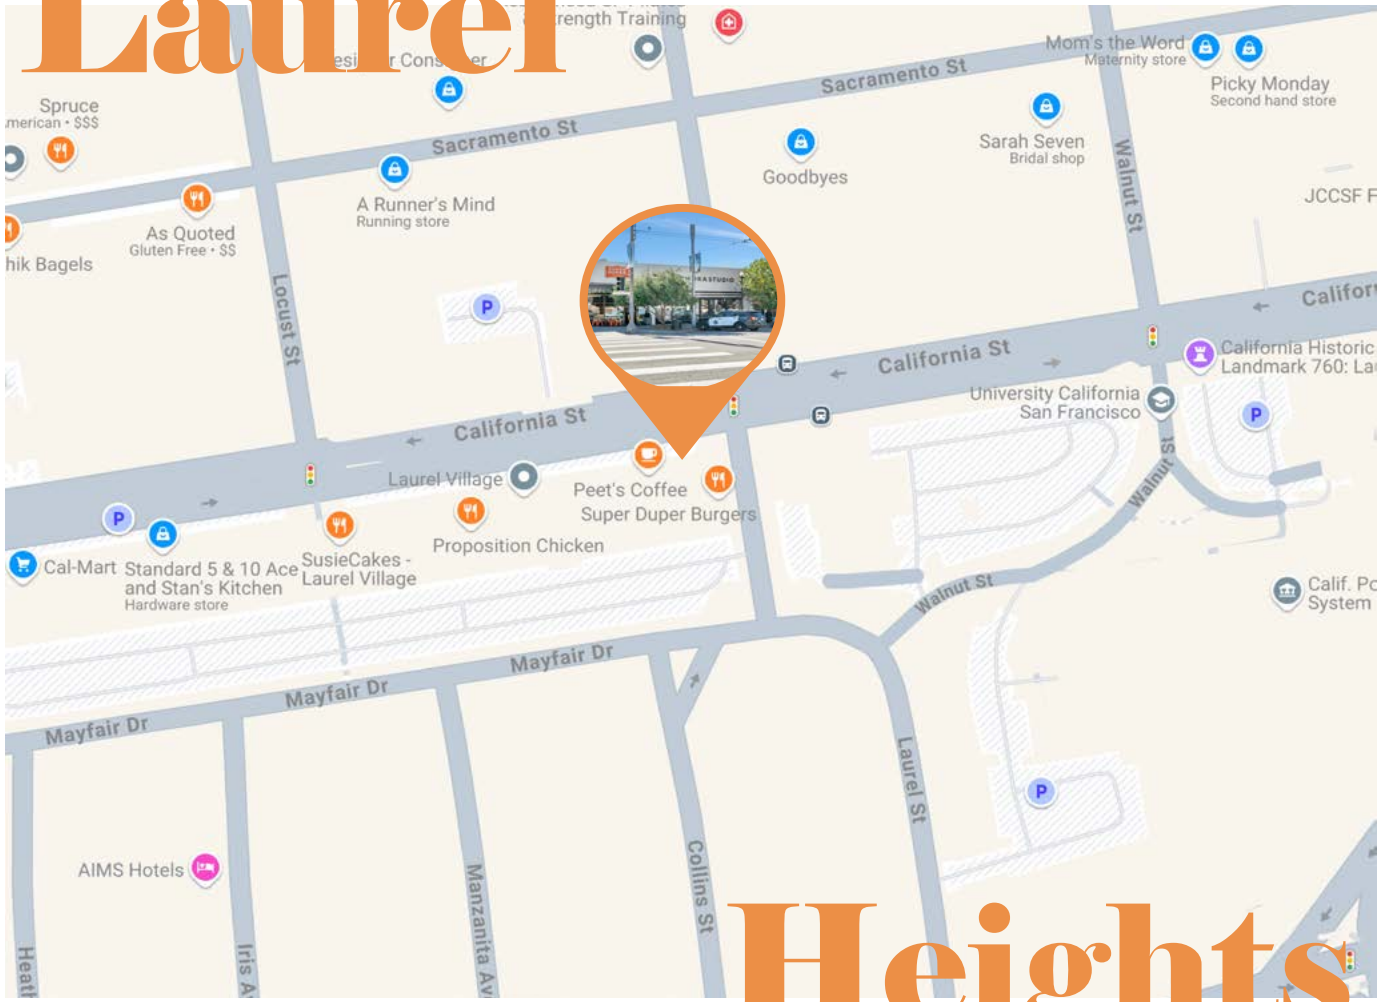 Laurel
Strength Training
Mom's the Word
Maternity store
Picky Monday
Second hand store
Sacramento St
Spruce
American • $$$
Sacramento St
Sarah Seven
Bridal shop
Goodbyes
Walnut St
A Runner's Mind
Running store
JCCSF F
As Quoted
Gluten Free • $$
hik Bagels
Locust St
P
ASTUDIO
Califor
California St
California Historic
Landmark 760: Lau
University California
San Francisco
P
California St
Walnut St
Laurel Village
Peet's Coffee
Super Duper Burgers
P
Proposition Chicken
Cal-Mart
Standard 5 & 10 Ace
and Stan's Kitchen
Hardware store
SusieCakes -
Laurel Village
Walnut St
Calif. Po
System
Mayfair Dr
Mayfair Dr
Mayfair Dr
Laurel St
P
AIMS Hotels
Collins St
Manzanita Av
Iris A
Heath
Heights